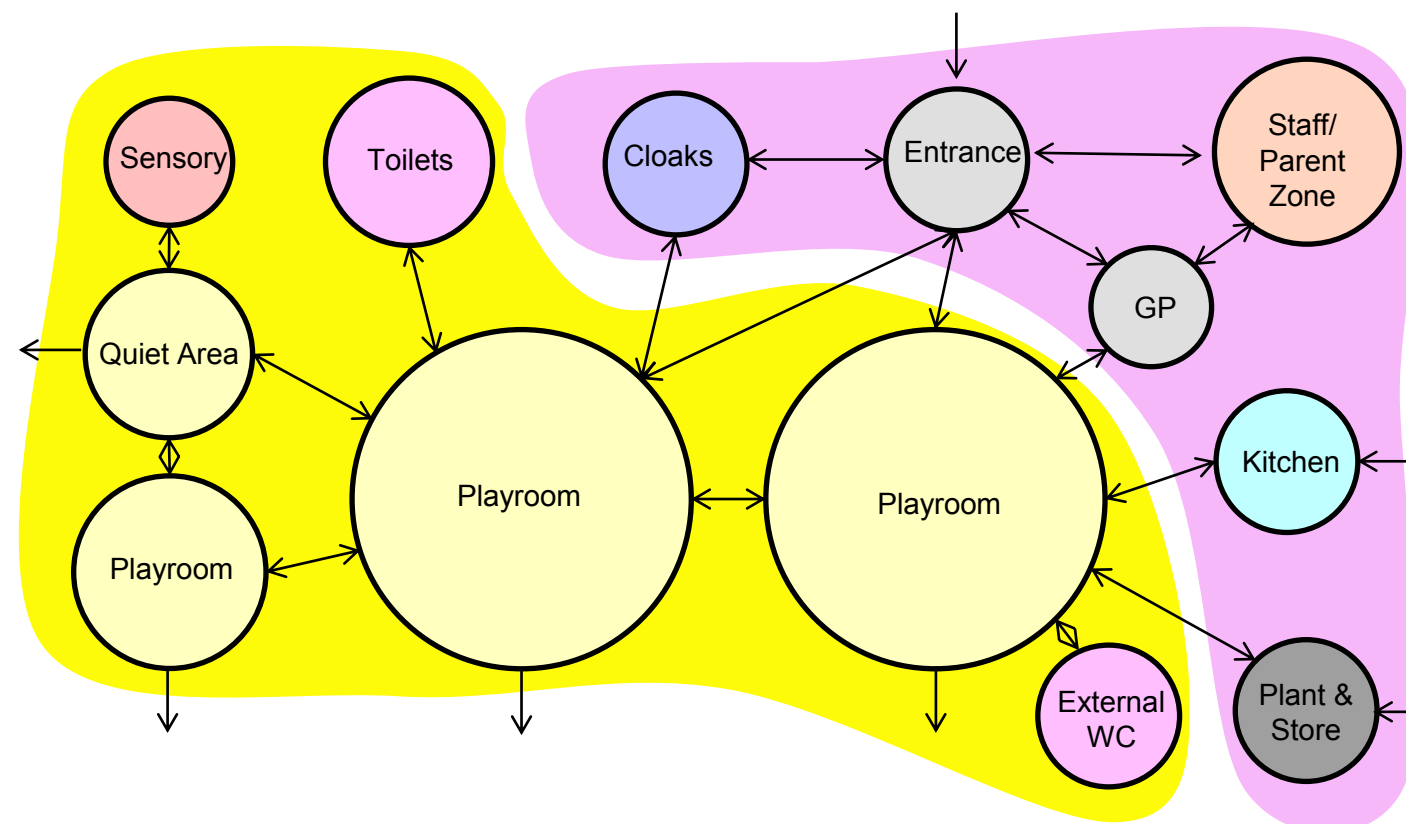 Sensory
Toilets
Cloaks
Entrance
Staff/
Parent
Zone
GP
Quiet Area
Kitchen
Playroom
Playroom
Playroom
External
WC
Plant &
Store